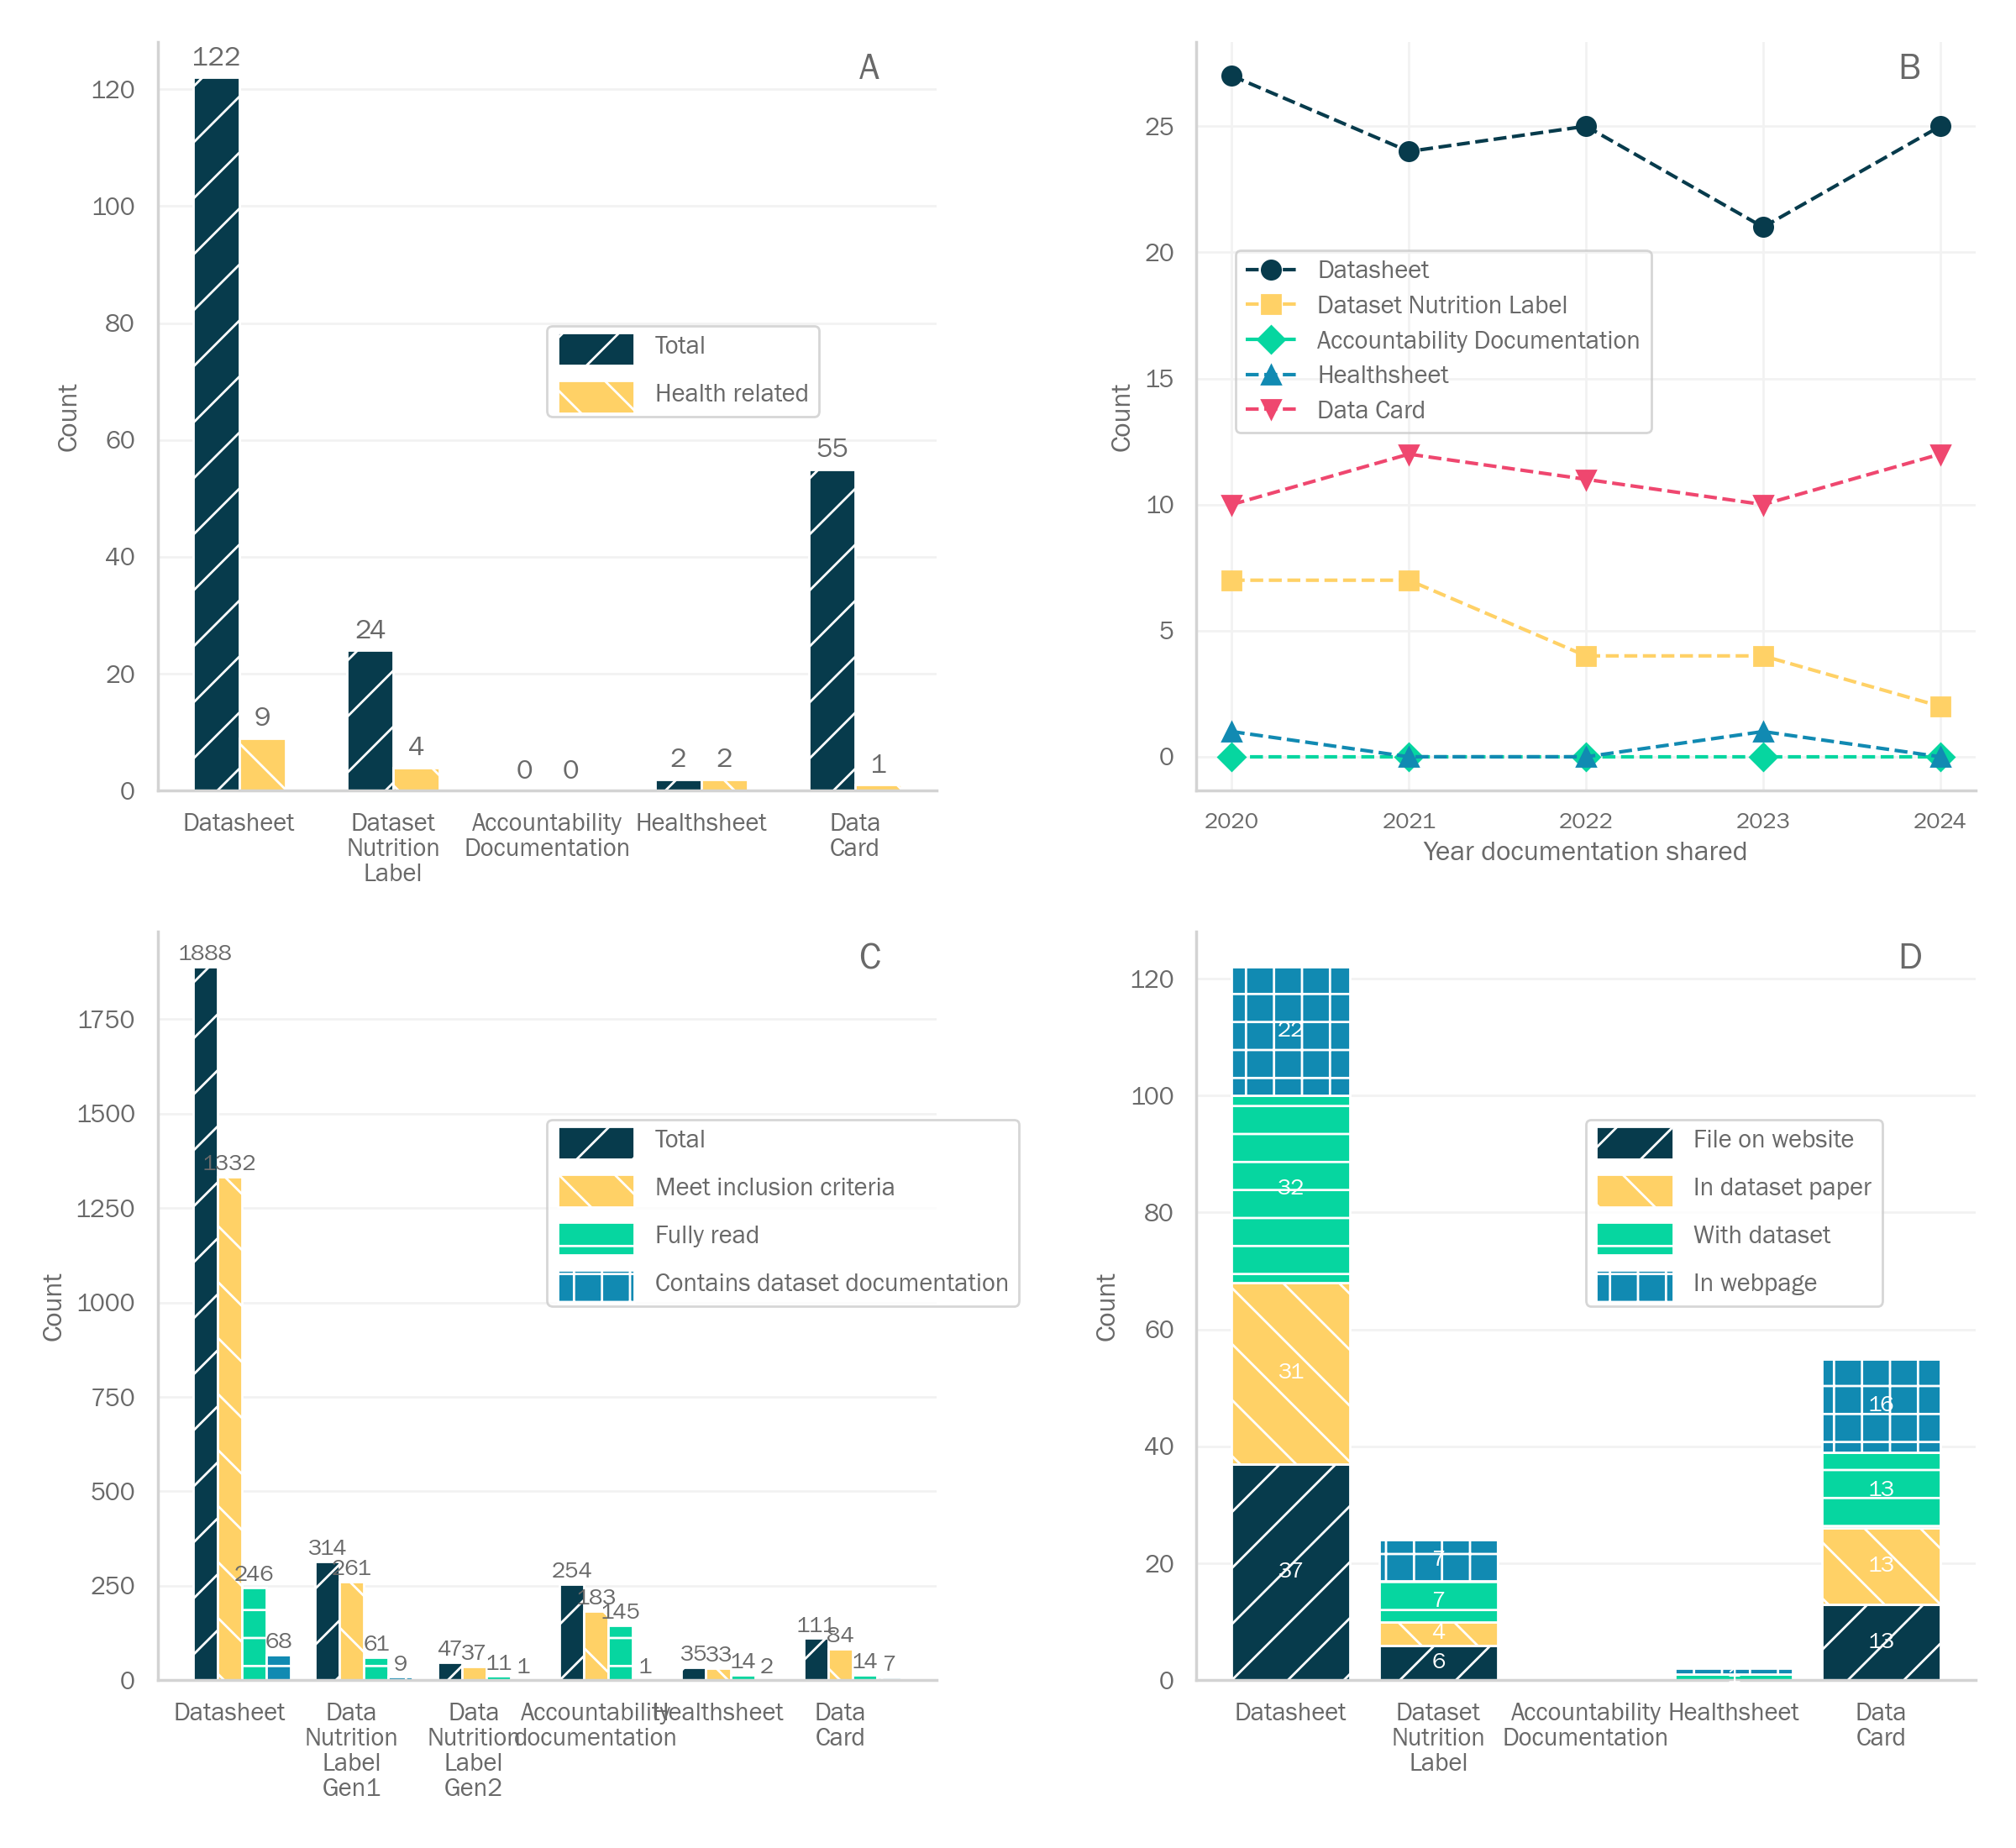 A
122
120
100
80
60
40
20
0
Count
9
24
4
0
0
2
2
55
1
Total
Health related
Datasheet
Dataset
Nutrition
Label
Accountability
Documentation
Healthsheet
Data
Card
B
25
20
15
10
5
0
Count
Datasheet
Dataset Nutrition Label
Accountability Documentation
Healthsheet
Data Card
2020
2021
2022
2023
2024
Year documentation shared
C
1888
1750
1500
1250
1000
750
500
250
0
Count
1332
246
68
314
261
61
9
47
37
11
1
254
183
145
1
35
33
14
2
111
84
14
7
Total
Meet inclusion criteria
Fully read
Contains dataset documentation
Datasheet
Data
Nutrition
Label
Gen1
Data
Nutrition
Label
Gen2
Accountability
documentation
Healthsheet
Data
Card
D
120
100
80
60
40
20
0
Count
22
32
31
37
7
7
4
6
16
13
13
13
File on website
In dataset paper
With dataset
In webpage
Datasheet
Dataset
Nutrition
Label
Accountability
Documentation
Healthsheet
Data
Card